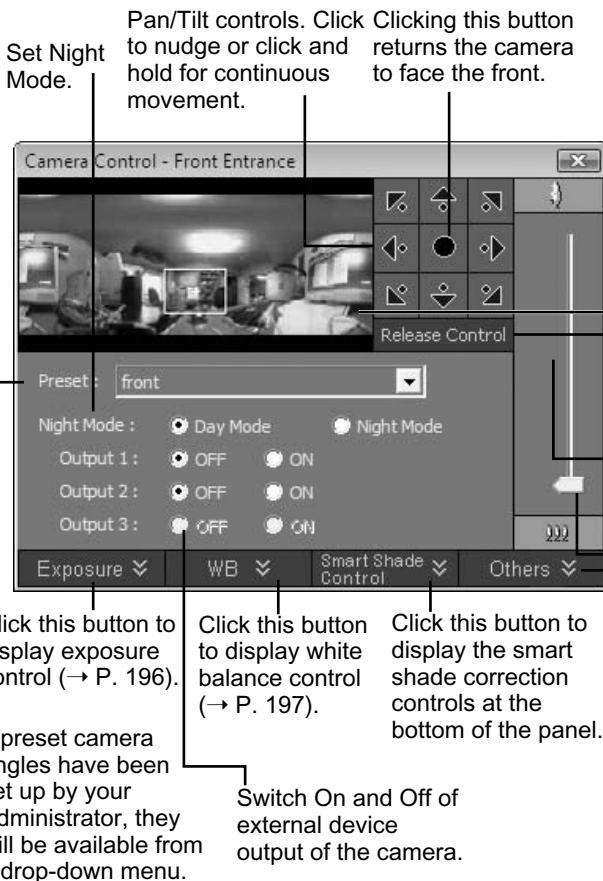 Pan/Tilt controls. Click
to nudge or click and
hold for continuous
movement.
Clicking this button
returns the camera
to face the front.
Set Night
Mode.
Camera Control - Front Entrance
Release Control
Preset : front
Night Mode : Day Mode Night Mode
Output 1 : OFF ON
Output 2 : OFF ON
Output 3 : OFF ON
Exposure WB Smart Shade Control Others
lick this button to
splay exposure
ontrol (→ P. 196).
Click this button
to display white
balance control
(→ P. 197).
Click this button to
display the smart
shade correction
controls at the
bottom of the panel.
preset camera
ngles have been
et up by your
dministrator, they
ill be available from
drop-down menu.
Switch On and Off of
external device
output of the camera.